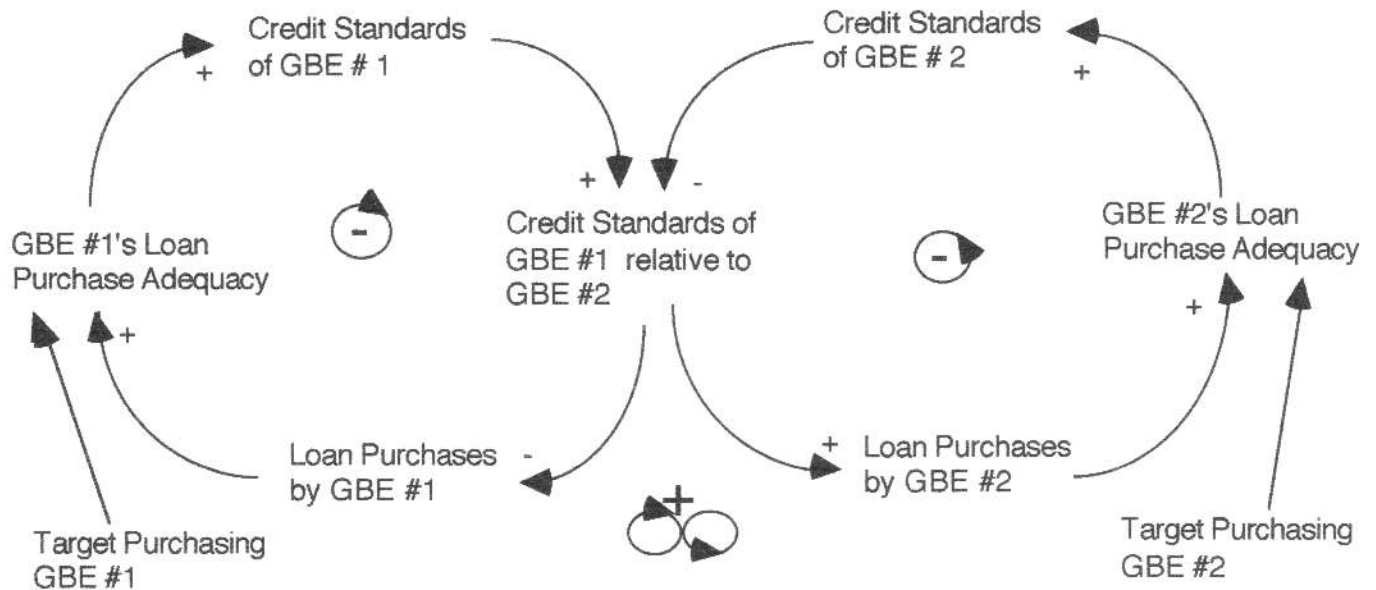 Credit Standards
of GBE # 1
+
Credit Standards
of GBE # 2
+
+
-
-
-
GBE #1's Loan
Purchase Adequacy
Credit Standards of
GBE #1 relative to
GBE #2
GBE #2's Loan
Purchase Adequacy
+
+
Loan Purchases
by GBE #1
-
+
Loan Purchases
by GBE #2
+
Target Purchasing
GBE #1
Target Purchasing
GBE #2